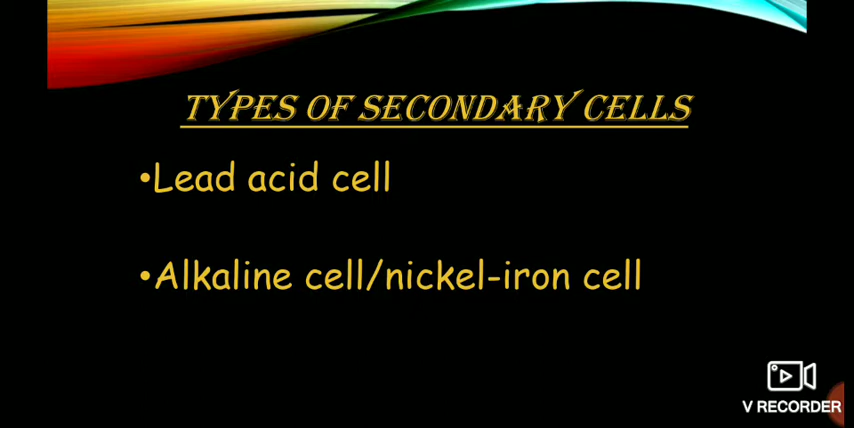 TYPES OF SECONDARY CELLS
•Lead acid cell
•Alkaline cell/nickel-iron cell
V RECORDER